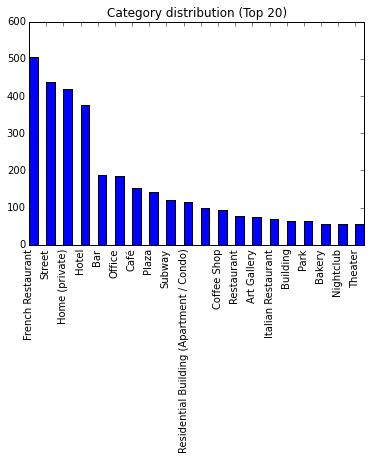 Category distribution (Top 20)
600
500
400
300
200
100
0
French Restaurant
Street
Home (private)
Hotel
Bar
Office
Café
Plaza
Subway
Residential Building (Apartment / Condo)
Coffee Shop
Restaurant
Art Gallery
Italian Restaurant
Building
Park
Bakery
Nightclub
Theater